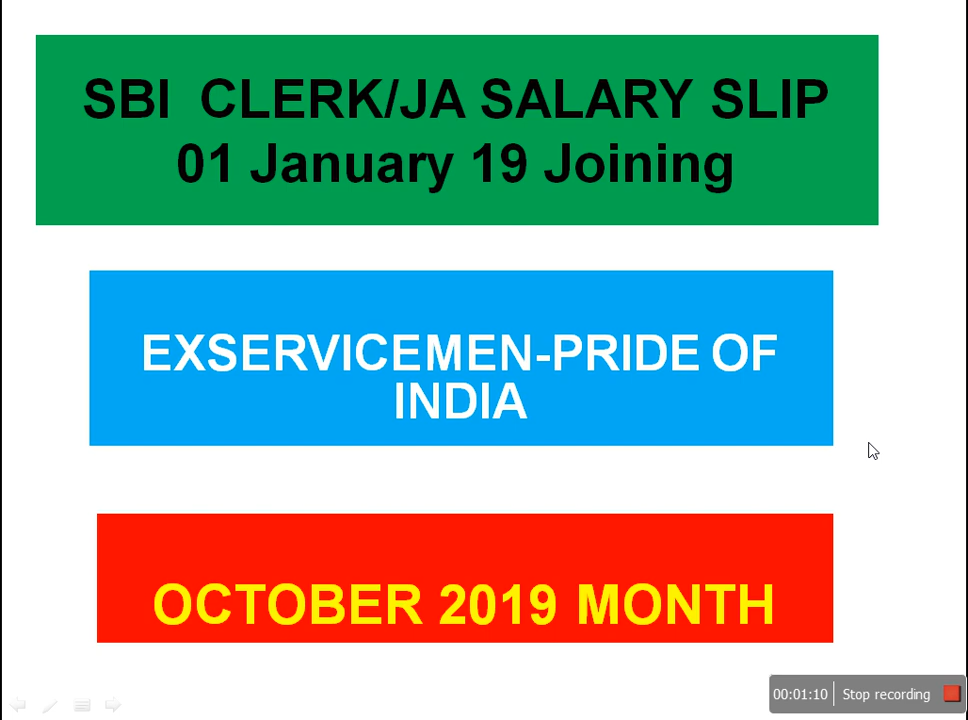 SBI CLERK/JA SALARY SLIP
01 January 19 Joining
EXSERVICEMEN-PRIDE OF
INDIA
OCTOBER 2019 MONTH
00:01:10 Stop recording